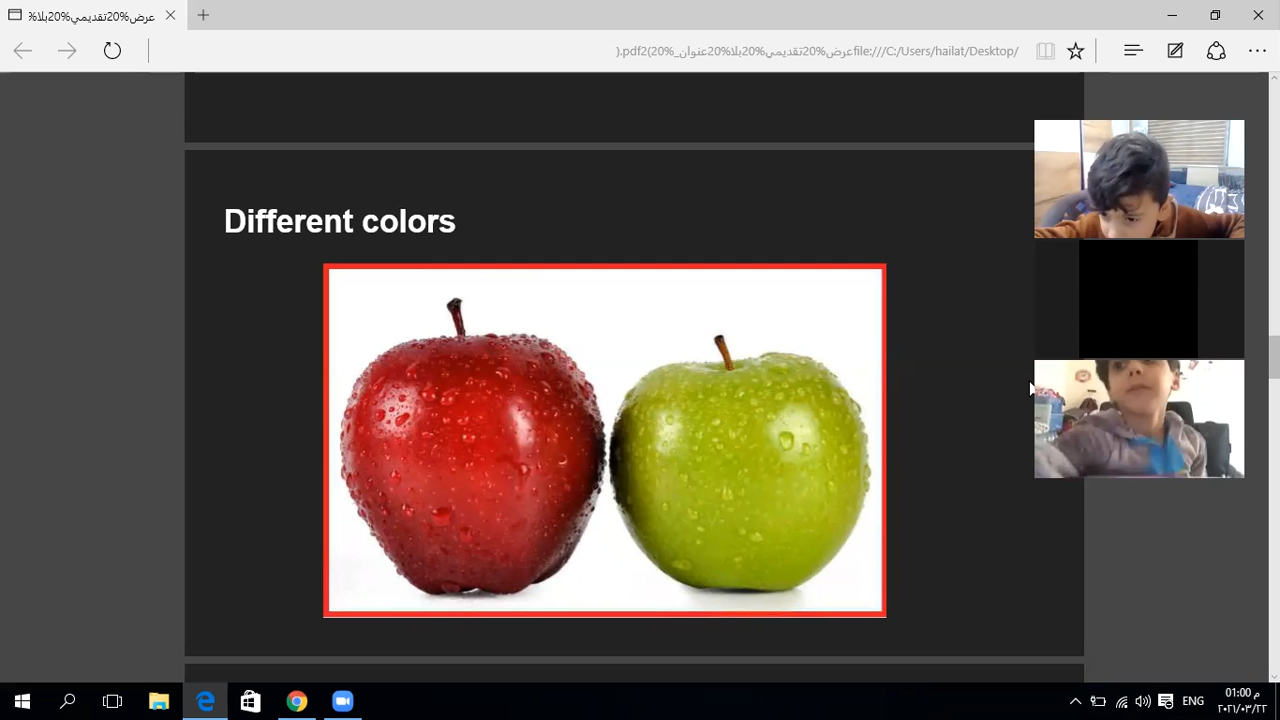 عرض%20تقديمي%20بلا%
file:///C:/Users/hailat/Desktop/عرض%20تقديمي%20بلا%20عنوان_%20(2).pdf
Different colors
ENG
01:00 م
٢٠٢١/٠٣/٢٢